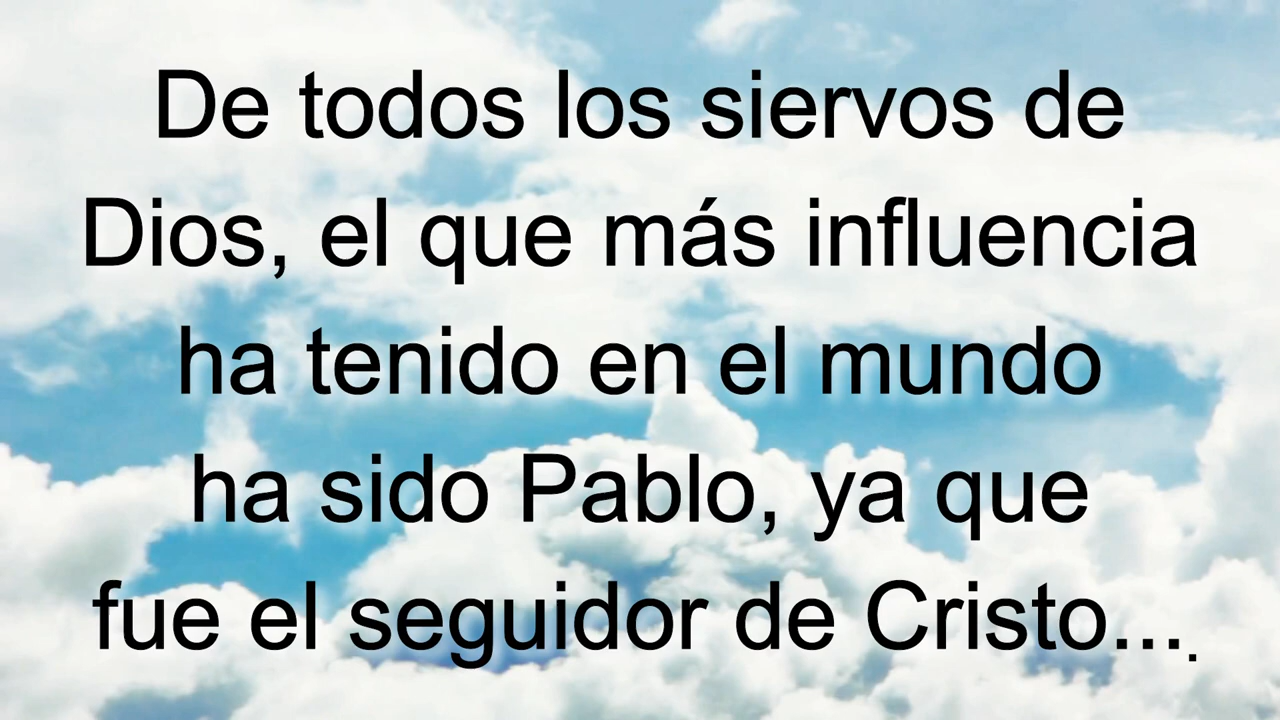 De todos los siervos de
Dios, el que más influencia
ha tenido en el mundo
ha sido Pablo, ya que
fue el seguidor de Cristo....